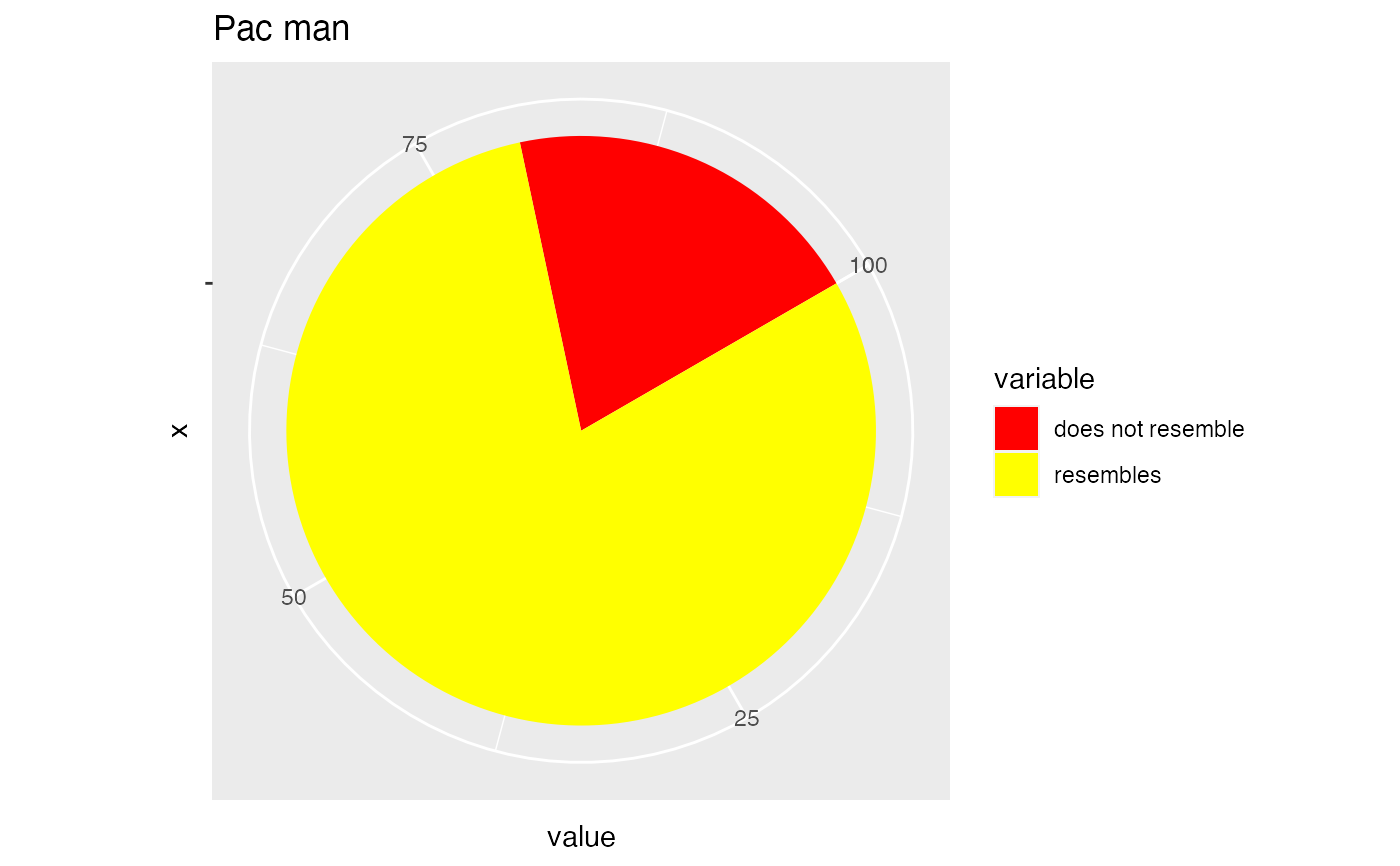 Pac man
75
100
-
x
50
25
value
variable
does not resemble
resembles